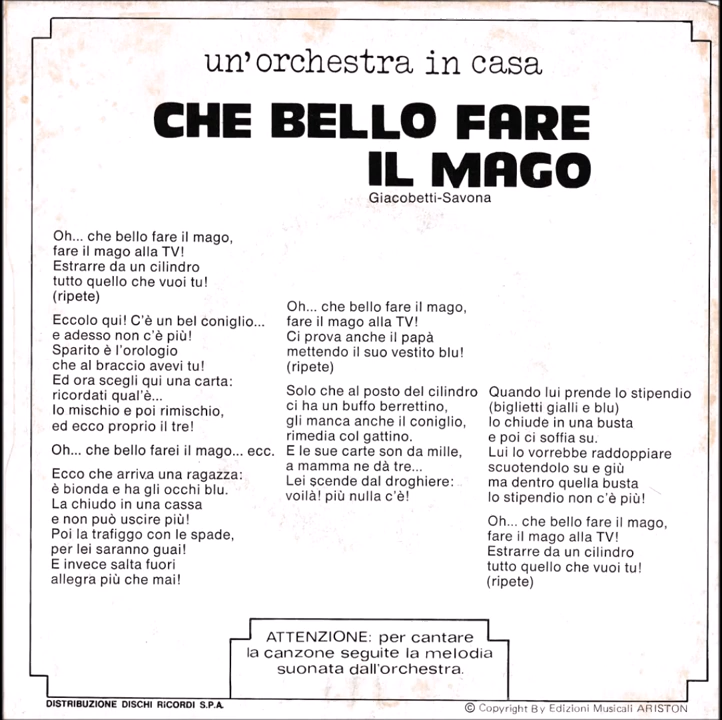 un'orchestra in casa
CHE BELLO FARE
IL MAGO
Giacobetti-Savona
Oh... che bello fare il mago,
fare il mago alla TV!
Estrarre da un cilindro
tutto quello che vuoi tu!
(ripete)
Eccolo qui! C'è un bel coniglio...
e adesso non c'è più!
Sparito è l'orologio
che al braccio avevi tu!
Ed ora scegli qui una carta:
ricordati qual'è...
Io mischio e poi rimischio,
ed ecco proprio il tre!
Oh... che bello farei il mago... ecc.
Ecco che arriva una ragazza:
è bionda e ha gli occhi blu.
La chiudo in una cassa
e non può uscire più!
Poi la trafiggo con le spade,
per lei saranno guai!
E invece salta fuori
allegra più che mai!
Oh... che bello fare il mago,
fare il mago alla TV!
Ci prova anche il papà
mettendo il suo vestito blu!
(ripete)
Solo che al posto del cilindro
ci ha un buffo berrettino,
gli manca anche il coniglio,
rimedia col gattino.
E le sue carte son da mille,
a mamma ne dà tre...
Lei scende dal droghiere:
voilà! più nulla c'è!
Quando lui prende lo stipendio
(biglietti gialli e blu)
lo chiude in una busta
e poi ci soffia su.
Lui lo vorrebbe raddoppiare
scuotendolo su e giù
ma dentro quella busta
lo stipendio non c'è più!
Oh... che bello fare il mago,
fare il mago alla TV!
Estrarre da un cilindro
tutto quello che vuoi tu!
(ripete)
ATTENZIONE: per cantare
la canzone seguite la melodia
suonata dall'orchestra.
DISTRIBUZIONE DISCHI RICORDI S.P.A.
© Copyright By Edizioni Musicali ARISTON